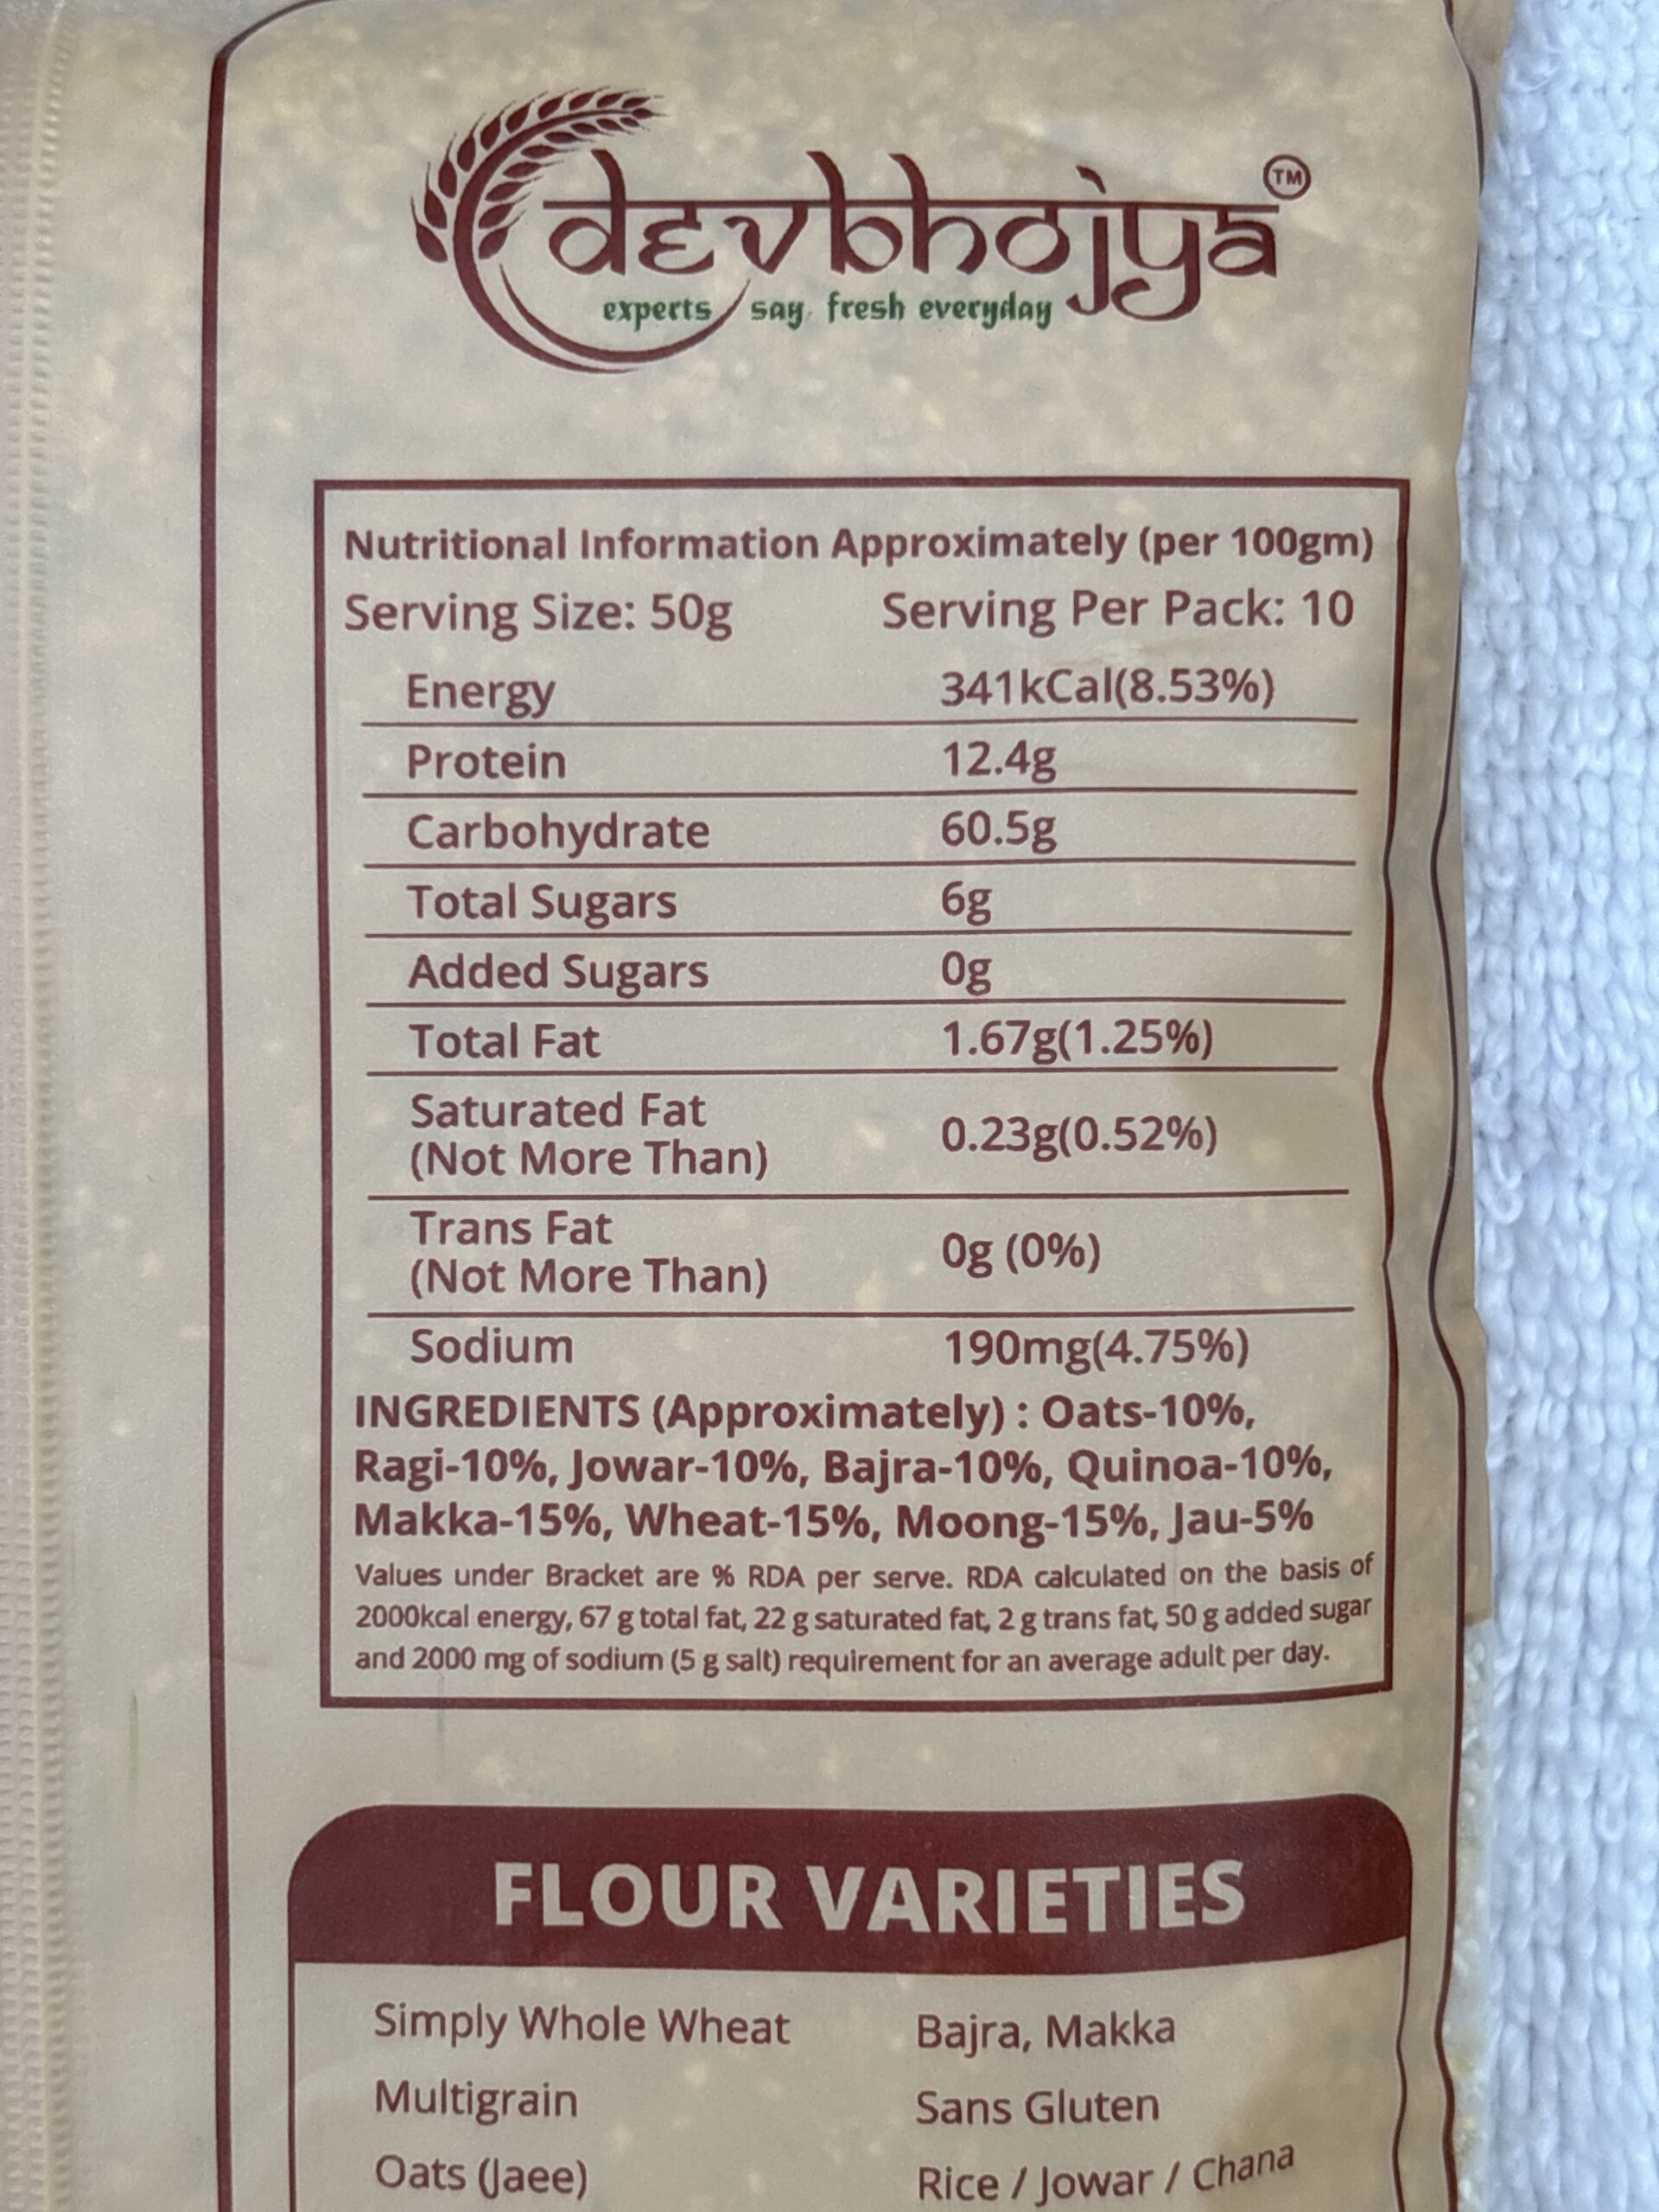 devbhojya TM
experts say, fresh everyday
Nutritional Information Approximately (per 100gm)
Serving Size: 50g Serving Per Pack: 10
Energy 341kCal(8.53%)
Protein 12.4g
Carbohydrate 60.5g
Total Sugars 6g
Added Sugars 0g
Total Fat 1.67g(1.25%)
Saturated Fat
(Not More Than) 0.23g(0.52%)
Trans Fat
(Not More Than) 0g (0%)
Sodium 190mg(4.75%)
INGREDIENTS (Approximately) : Oats-10%,
Ragi-10%, Jowar-10%, Bajra-10%, Quinoa-10%,
Makka-15%, Wheat-15%, Moong-15%, Jau-5%
Values under Bracket are % RDA per serve. RDA calculated on the basis of
2000kcal energy, 67 g total fat, 22 g saturated fat, 2 g trans fat, 50 g added sugar
and 2000 mg of sodium (5 g salt) requirement for an average adult per day.
FLOUR VARIETIES
Simply Whole Wheat Bajra, Makka
Multigrain Sans Gluten
Oats (Jaee) Rice / Jowar / Chana